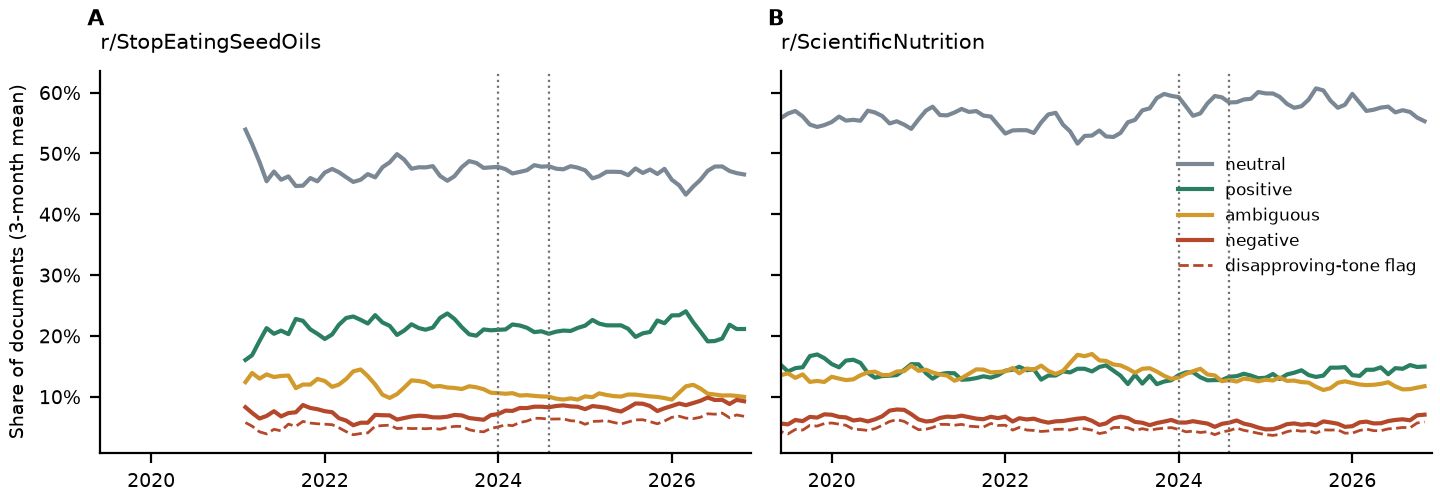 A
r/StopEatingSeedOils
Share of documents (3-month mean)
60%
50%
40%
30%
20%
10%
2020 2022 2024 2026
B
r/ScientificNutrition
neutral
positive
ambiguous
negative
disapproving-tone flag
2020 2022 2024 2026